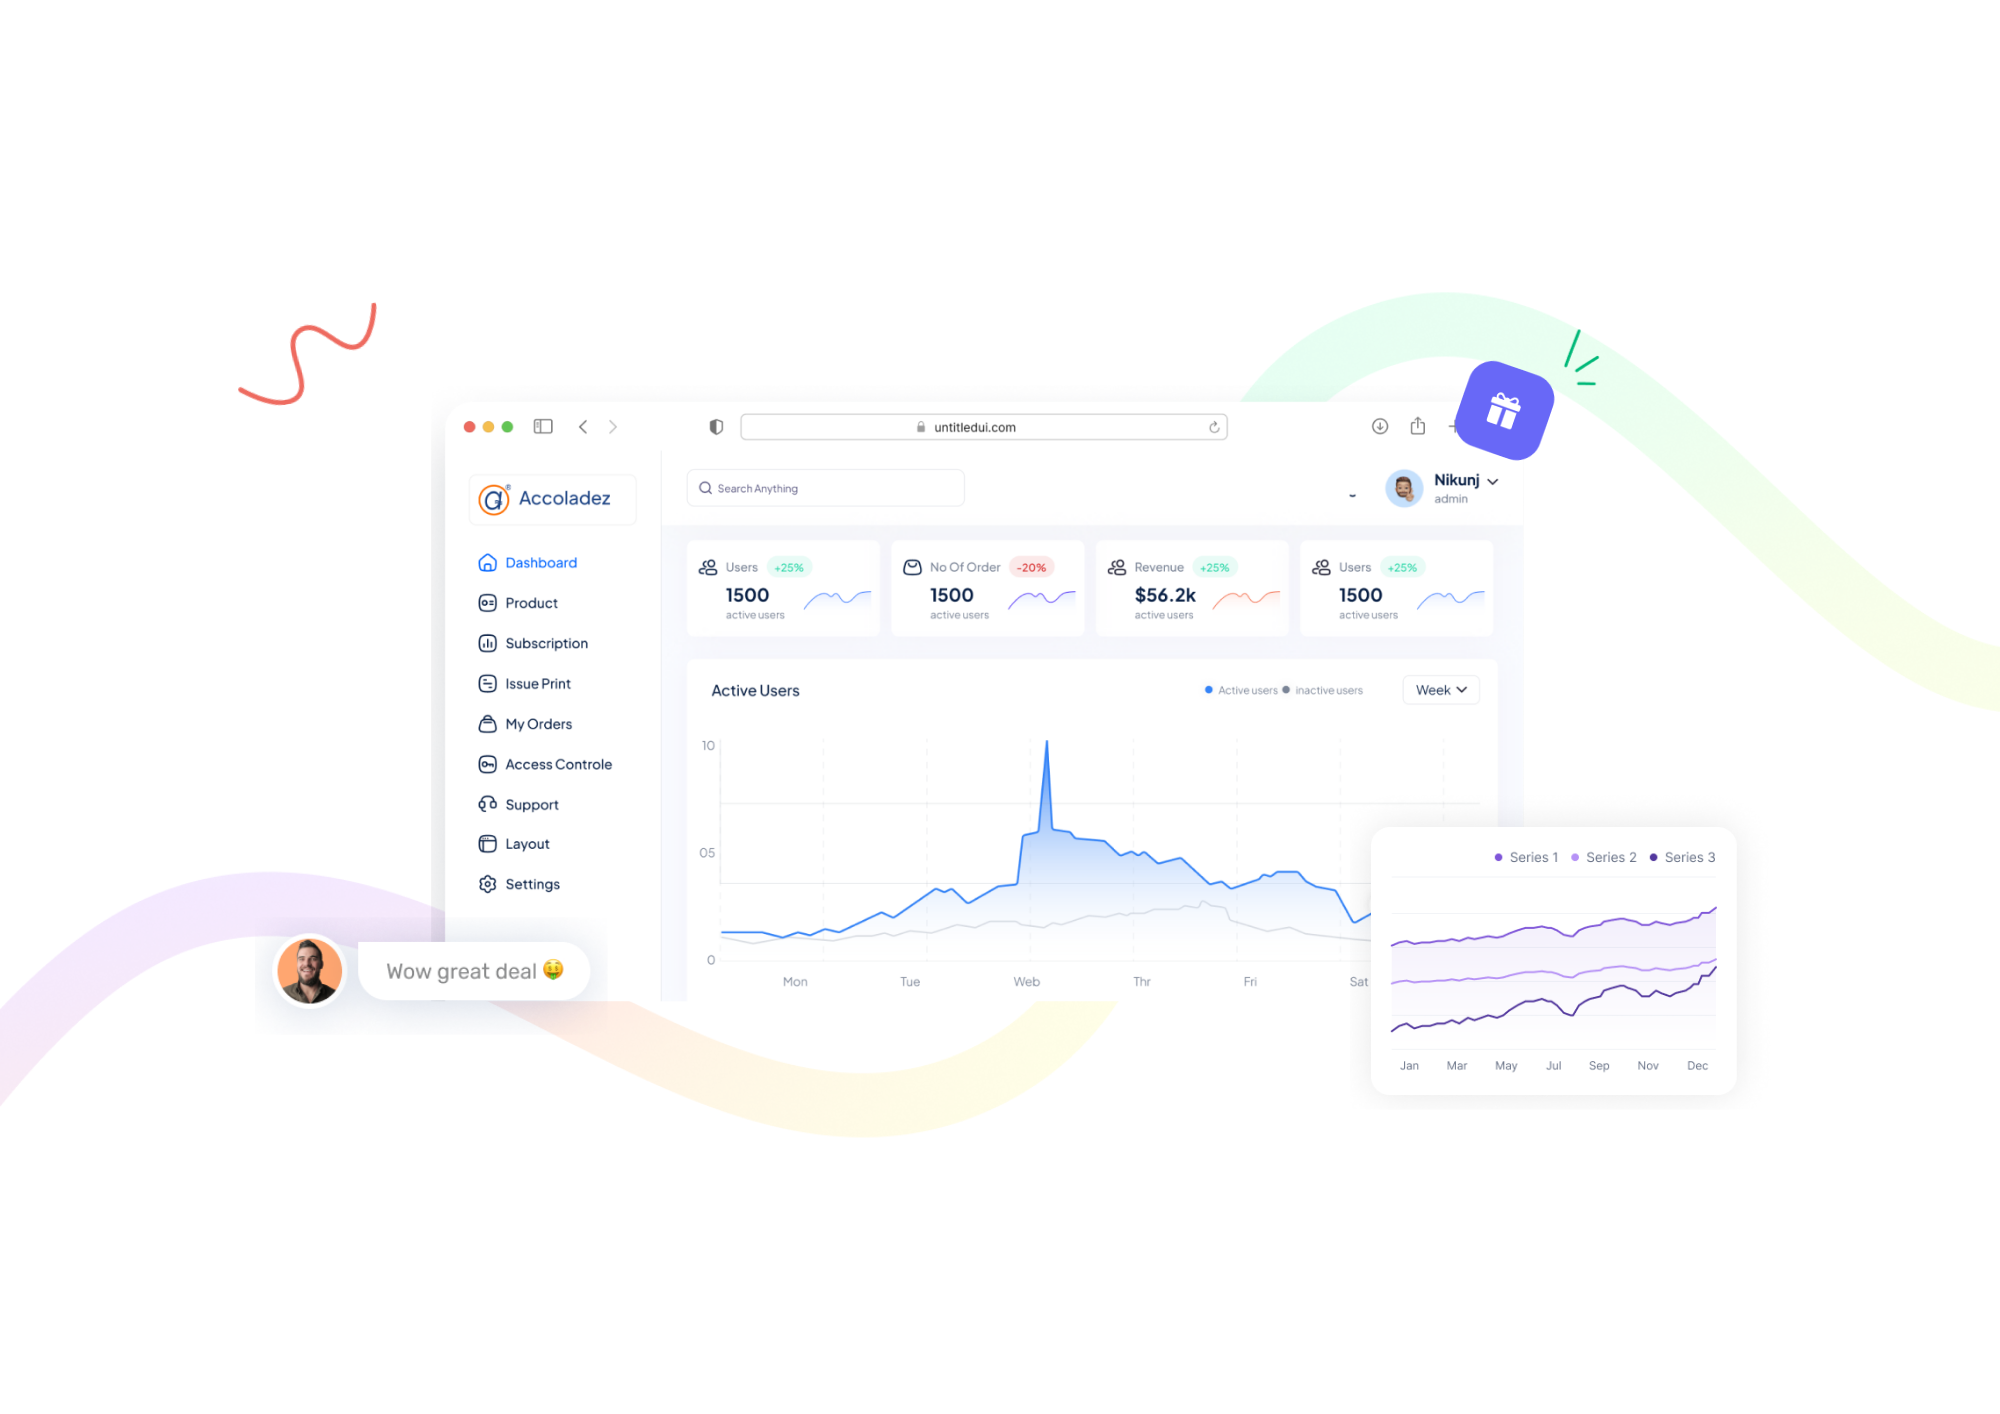 untitledui.com
Accoladez
Search Anything
Nikunj
admin
Dashboard
Product
Subscription
Issue Print
My Orders
Access Controle
Support
Layout
Settings
Users +25%
1500
active users
No Of Order -20%
1500
active users
Revenue +25%
$56.2k
active users
Users +25%
1500
active users
Active Users
Active users inactive users
Week
10
05
0
Mon Tue Web Thr Fri Sat
Series 1 Series 2 Series 3
Jan Mar May Jul Sep Nov Dec
Wow great deal 🤑